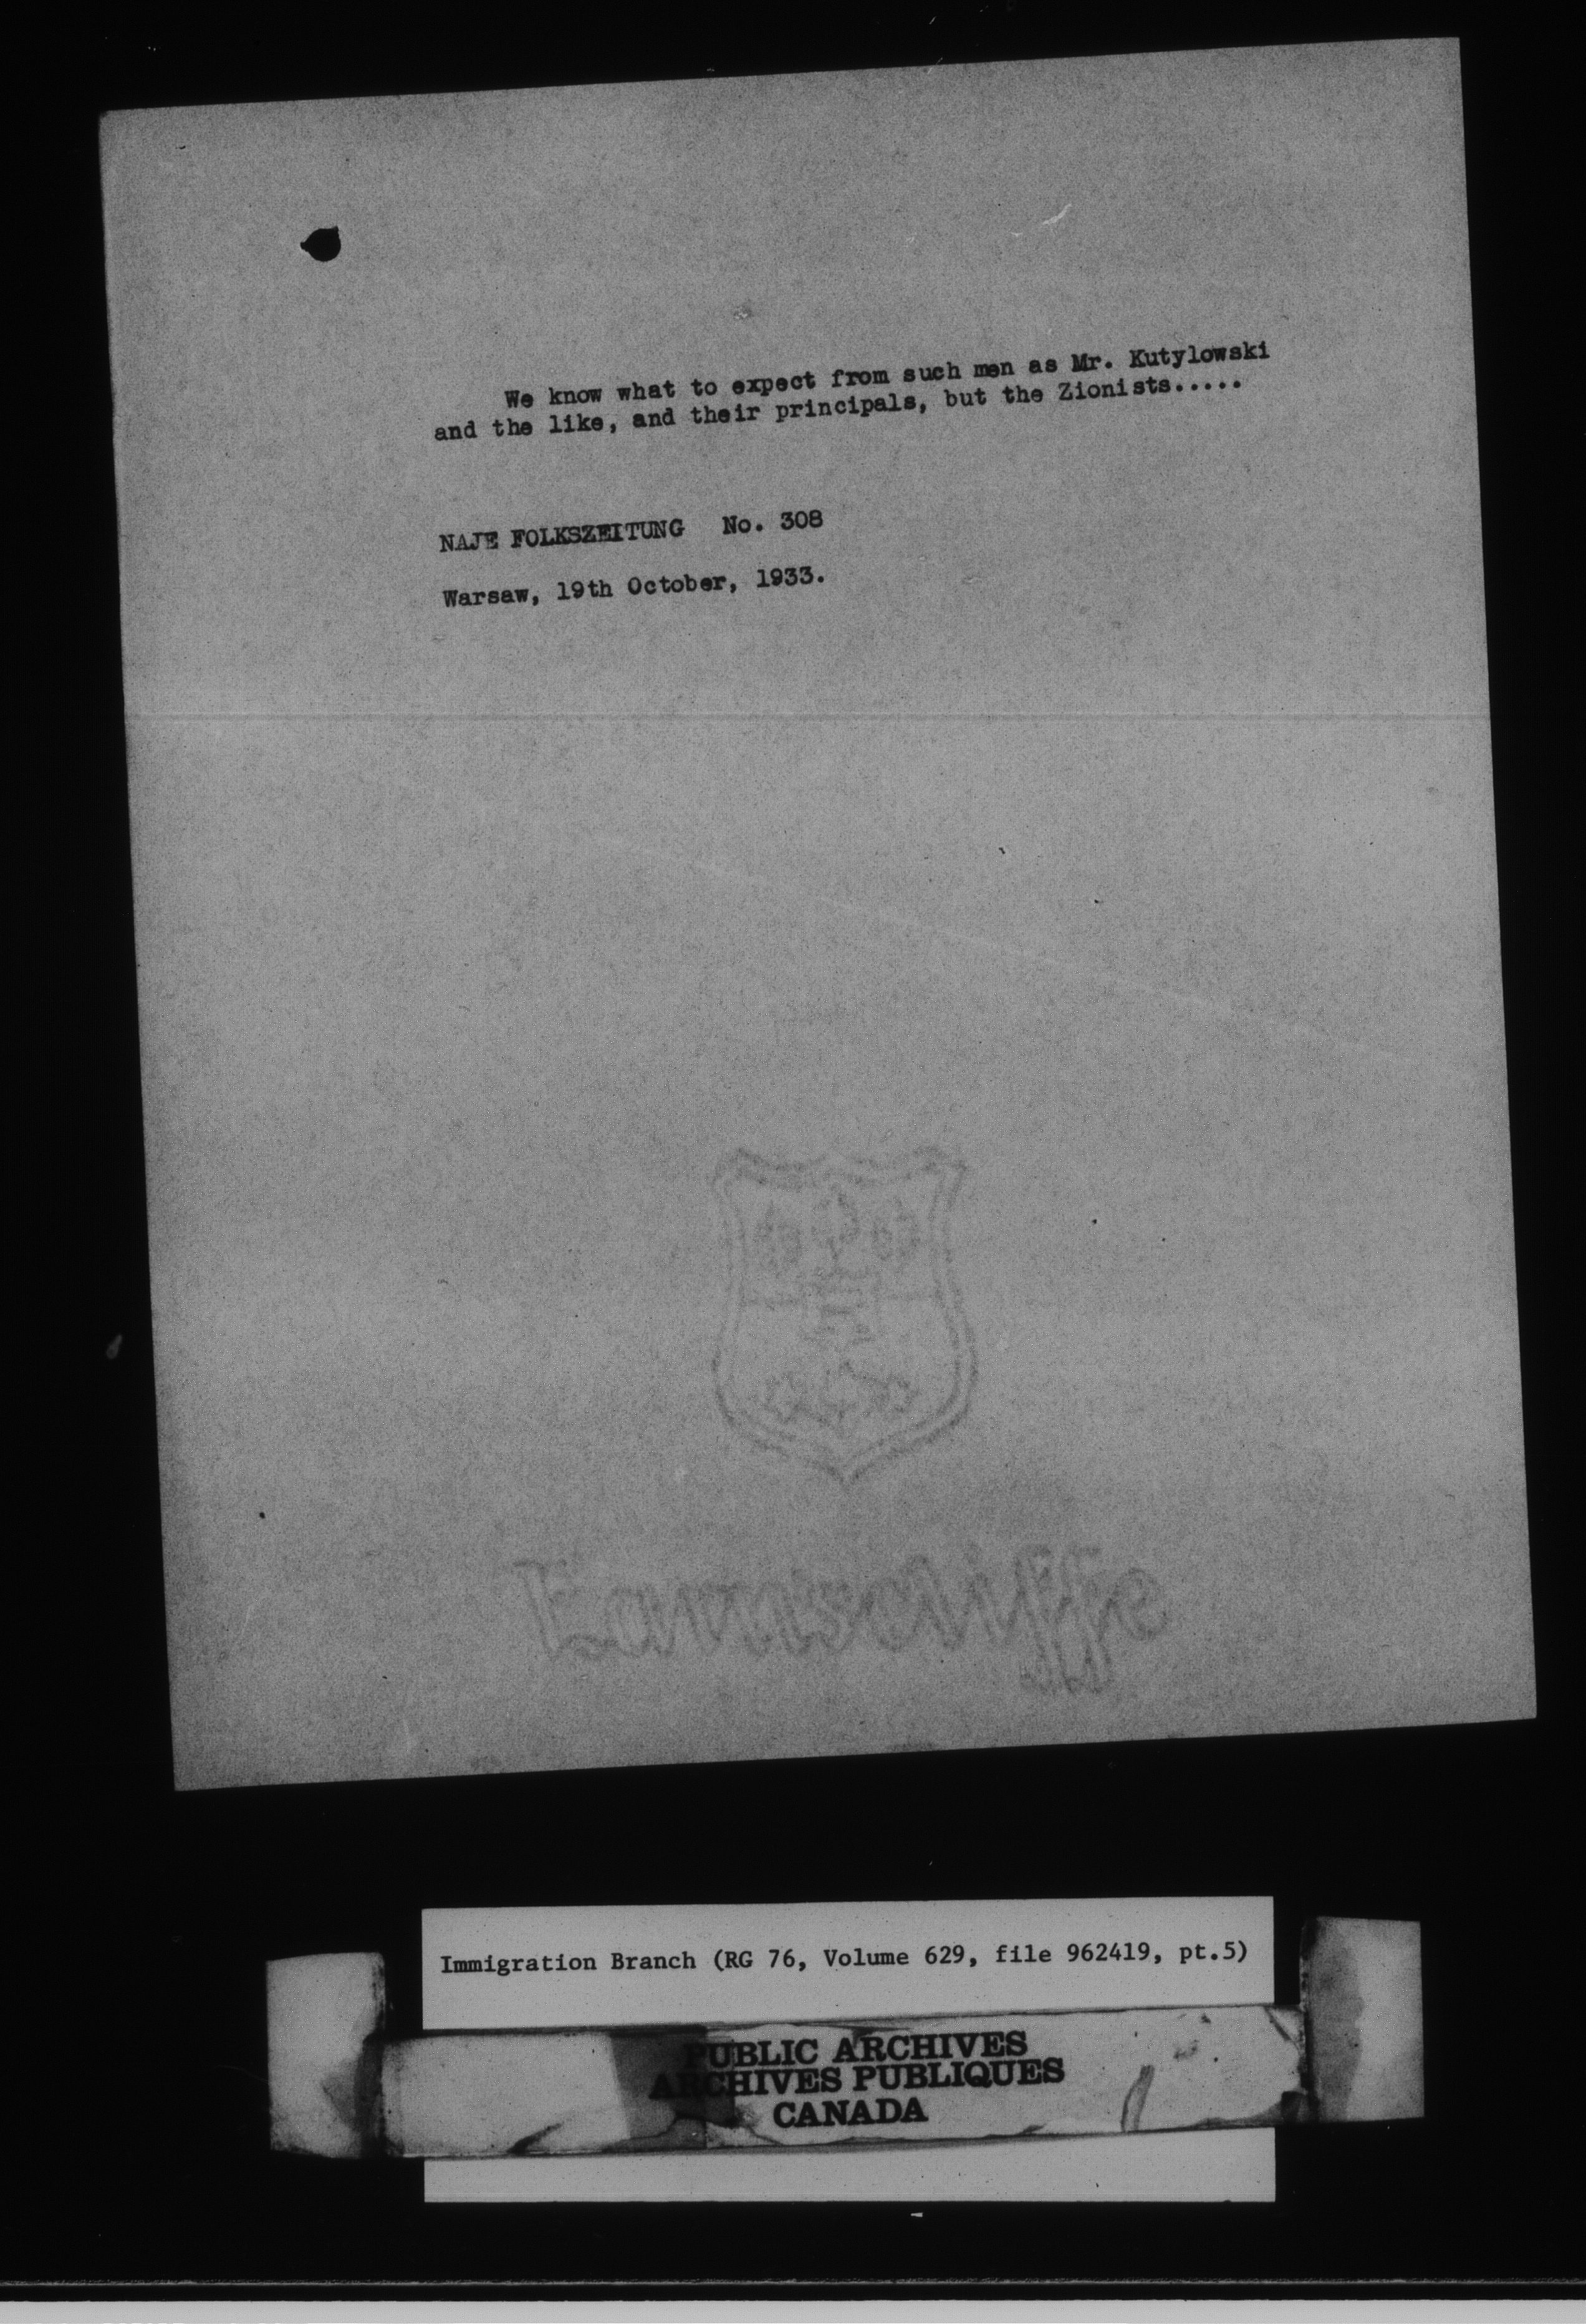 We know what to expect from such men as Mr. Kutylowski
and the like, and their principals, but the Zionists.....
NAJE FOLKSZEITUNG No. 308
Warsaw, 19th October, 1933.
Immigration Branch (RG 76, Volume 629, file 962419, pt.5)
PUBLIC ARCHIVES
ARCHIVES PUBLIQUES
CANADA